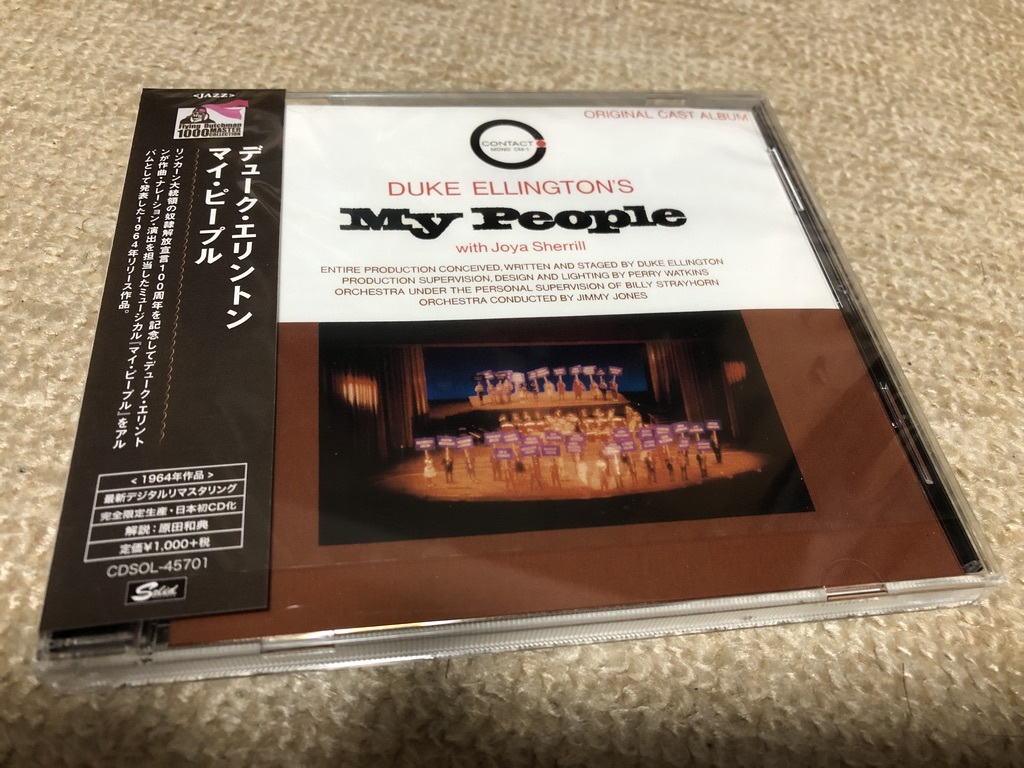 <JAZZ>
Flying Dutchman
1000 MASTER
COLLECTION
デューク・エリントン
マイ・ピープル
リンカーン大統領の奴隷解放宣言100周年を記念してデューク・エリント
ンが作曲・ナレーション・演出を担当したミュージカル『マイ・ピープル』をアル
バムとして発表した1964年リリース作品。
<1964年作品>
最新デジタルリマスタリング
完全限定生産・日本初CD化
解説：原田和典
定価¥1,000+税
CDSOL-45701
Solid
ORIGINAL CAST ALBUM
CONTACT
MONO CM-1
DUKE ELLINGTON'S
My People
with Joya Sherrill
ENTIRE PRODUCTION CONCEIVED, WRITTEN AND STAGED BY DUKE ELLINGTON
PRODUCTION SUPERVISION, DESIGN AND LIGHTING BY PERRY WATKINS
ORCHESTRA UNDER THE PERSONAL SUPERVISION OF BILLY STRAYHORN
ORCHESTRA CONDUCTED BY JIMMY JONES